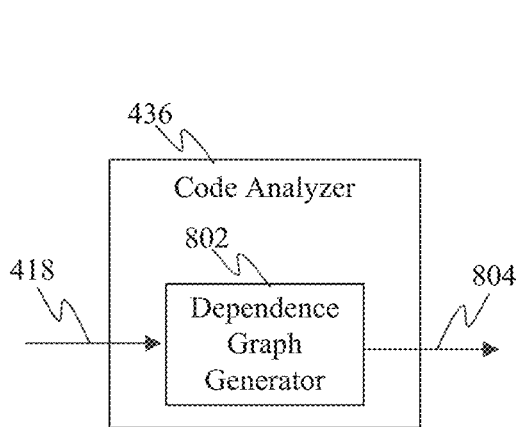 436
Code Analyzer
802
418
804
Dependence
Graph
Generator